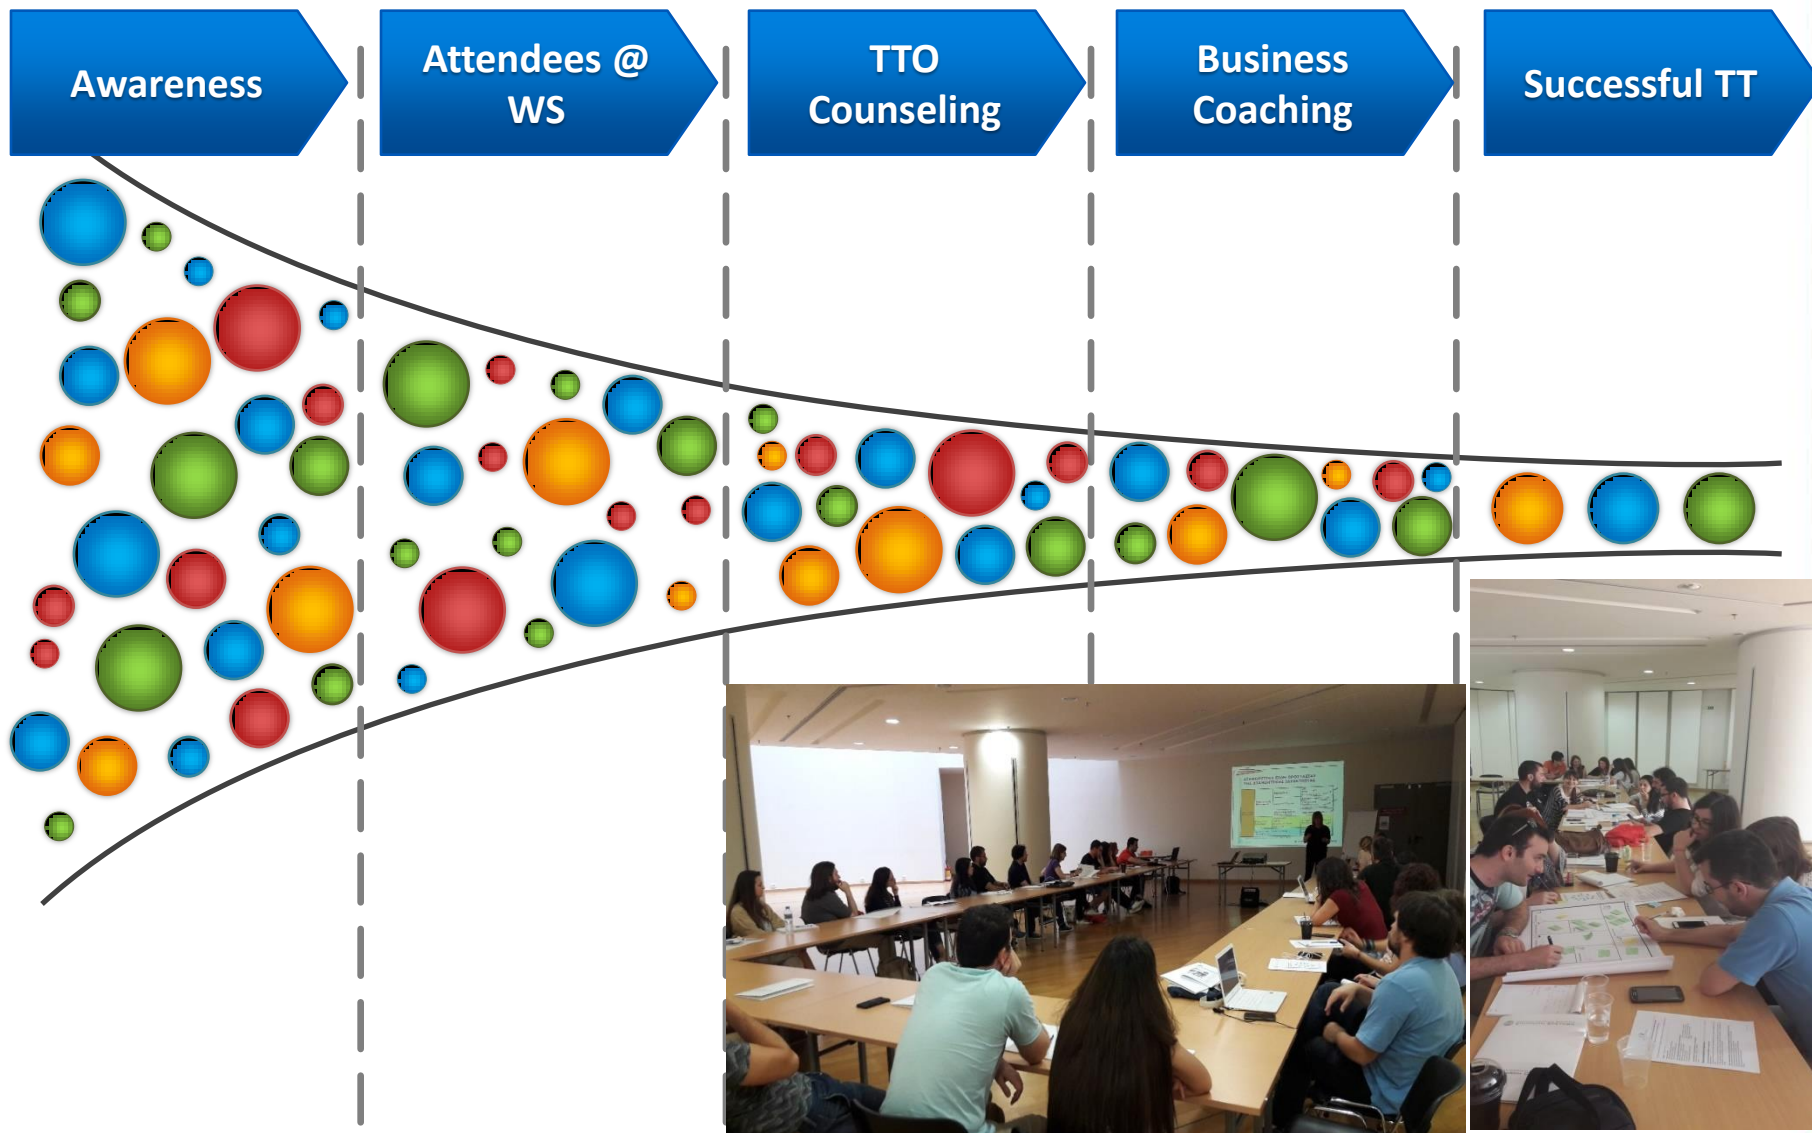 Awareness
Attendees @
WS
TTO
Counseling
Business
Coaching
Successful TT